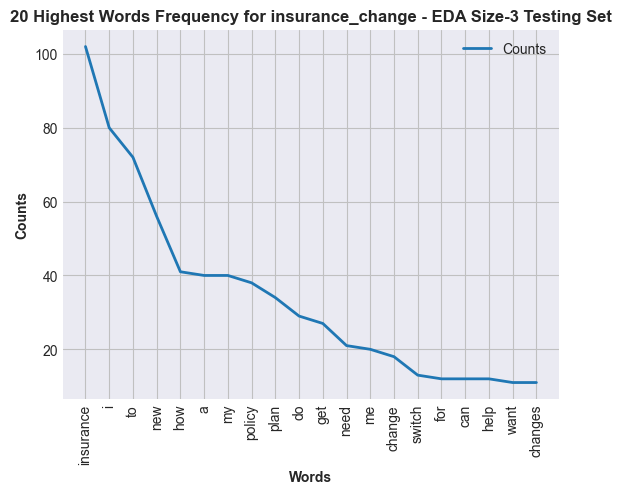 20 Highest Words Frequency for insurance_change - EDA Size-3 Testing Set
Counts
100
80
60
40
20
Counts
insurance
i
to
new
how
a
my
policy
plan
do
get
need
me
change
switch
for
can
help
want
changes
Words